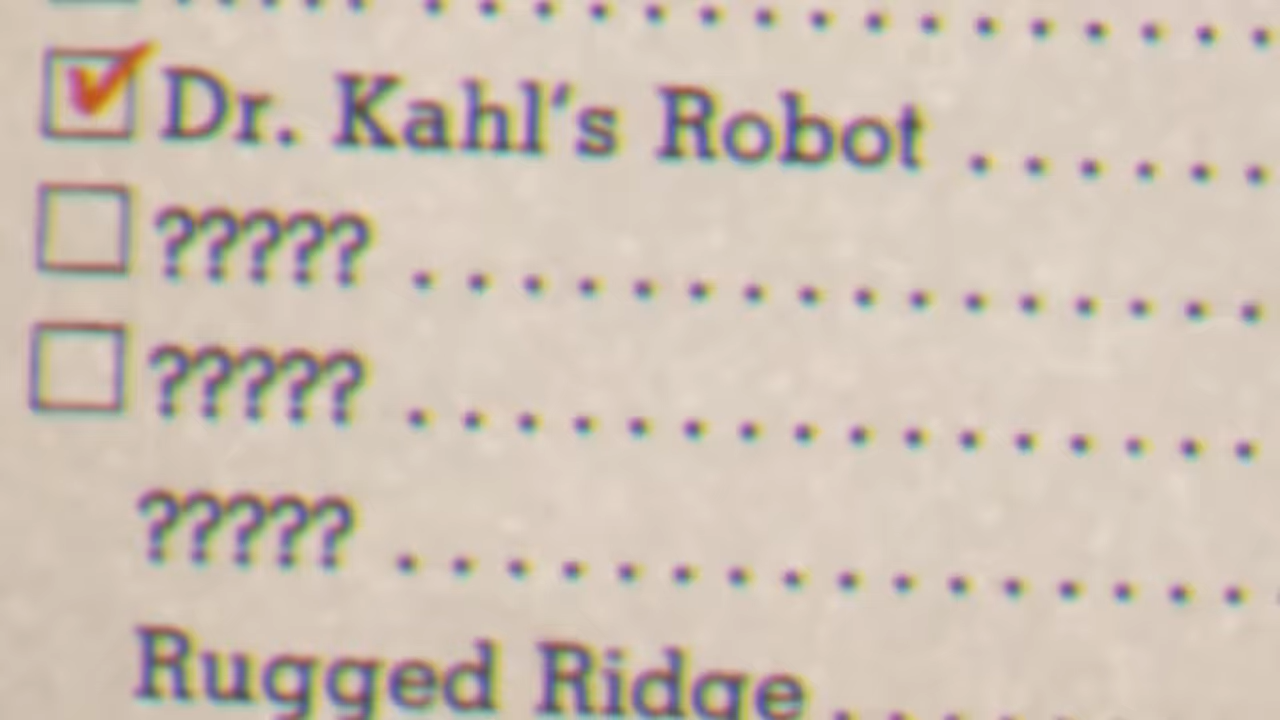 ????? . . . . . . . . . . . . . . . .
Dr. Kahl's Robot . . . . . .
????? . . . . . . . . . . . . . . . .
????? . . . . . . . . . . . . . . . .
????? . . . . . . . . . . . . . . . . .
Rugged Ridge . . . . .